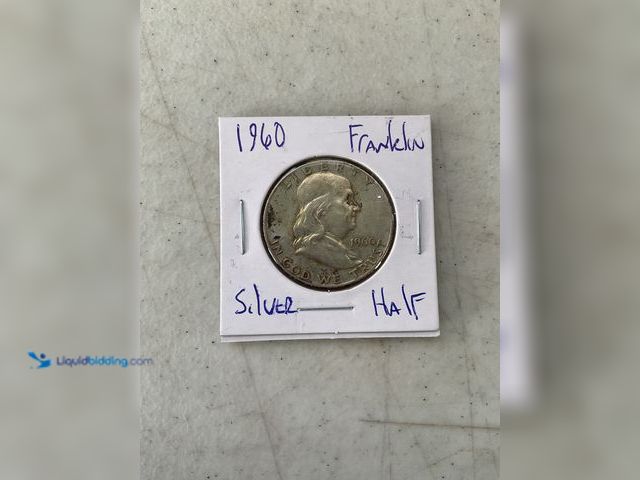 1960 Franklin
LIBERTY
1960
IN GOD WE TRUST
Silver Half
Liquidbidding.com